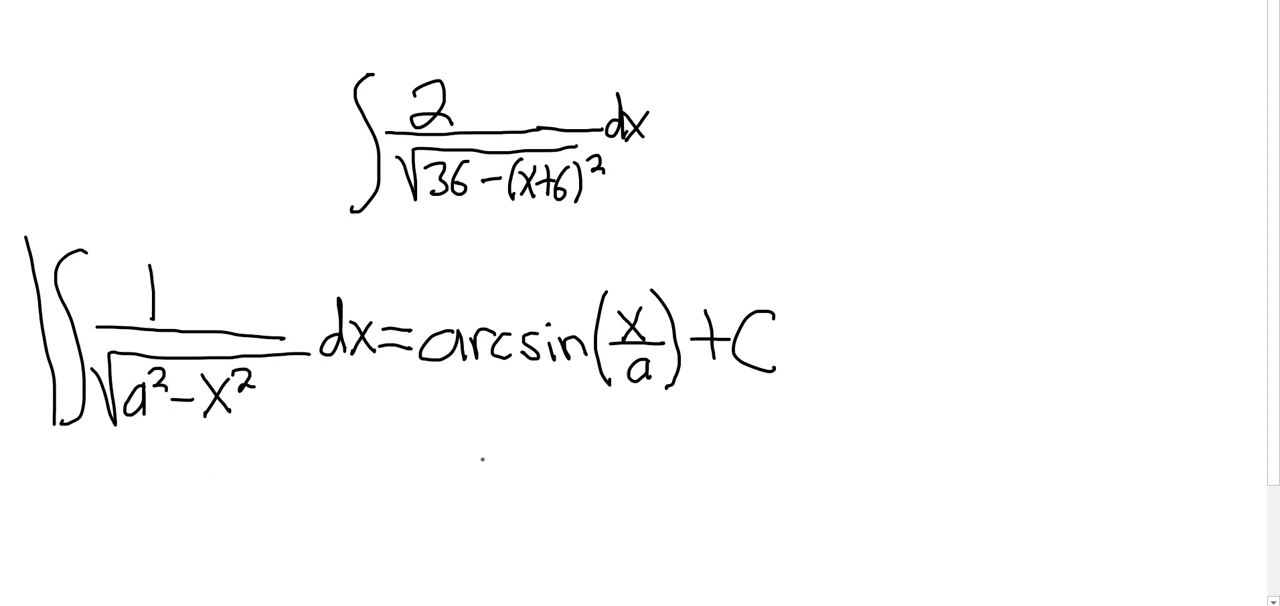 ∫ 2/√(36-(x+6)²) dx
∫ 1/√(a²-x²) dx = arcsin(x/a) + C